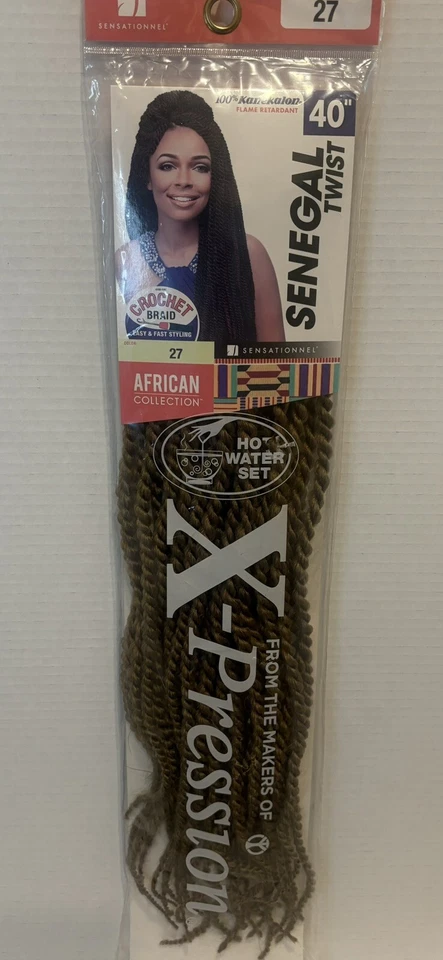 SENSATIONNEL
27
100% Kanekalon
FLAME RETARDANT
40"
SENEGAL
TWIST
CROCHET
BRAID
EASY & FAST STYLING
27
SENSATIONNEL
AFRICAN
COLLECTION
HOT
WATER
SET
X-Pression
FROM THE MAKERS OF